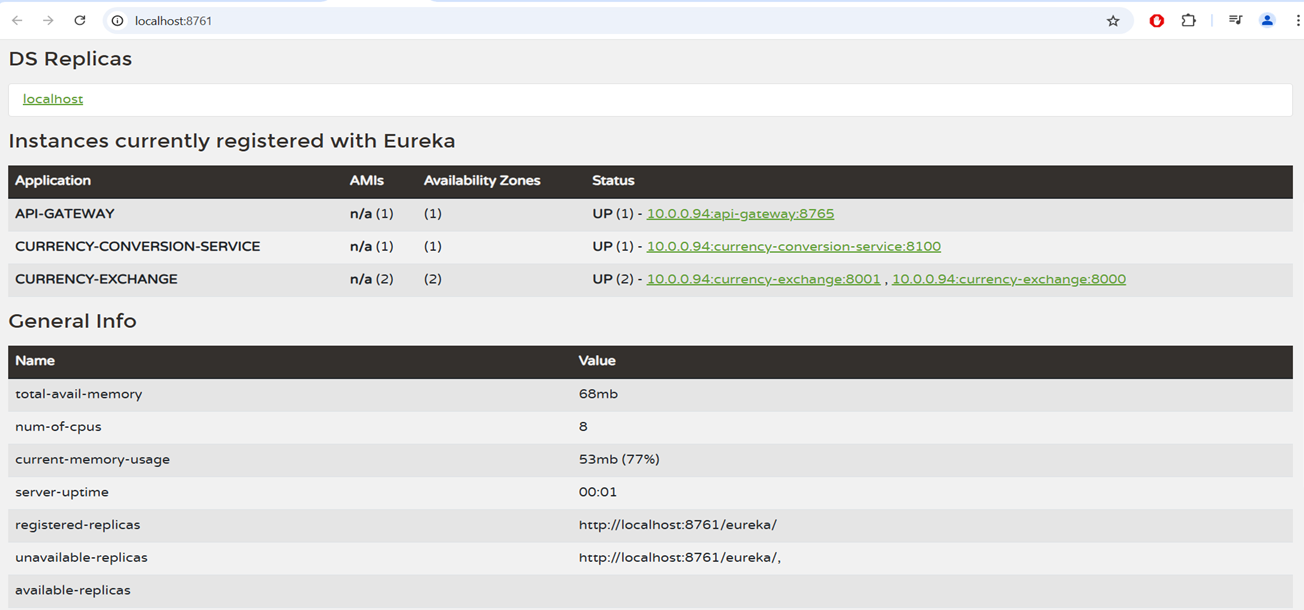 localhost:8761
DS Replicas
localhost
Instances currently registered with Eureka
Application AMIs Availability Zones Status
API-GATEWAY n/a (1) (1) UP (1) - 10.0.0.94:api-gateway:8765
CURRENCY-CONVERSION-SERVICE n/a (1) (1) UP (1) - 10.0.0.94:currency-conversion-service:8100
CURRENCY-EXCHANGE n/a (2) (2) UP (2) - 10.0.0.94:currency-exchange:8001 , 10.0.0.94:currency-exchange:8000
General Info
Name Value
total-avail-memory 68mb
num-of-cpus 8
current-memory-usage 53mb (77%)
server-uptime 00:01
registered-replicas http://localhost:8761/eureka/
unavailable-replicas http://localhost:8761/eureka/,
available-replicas